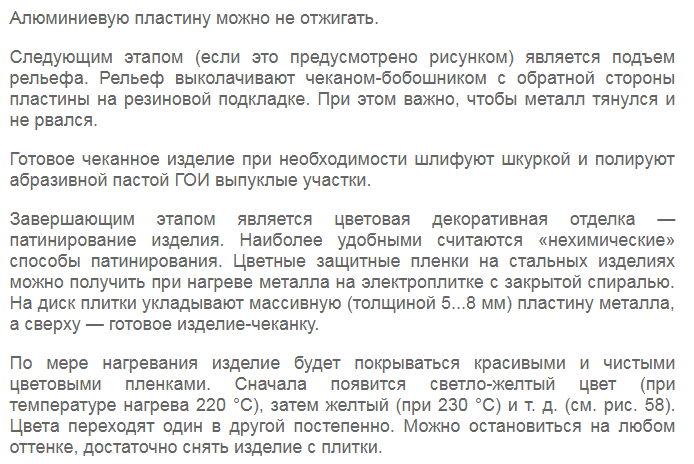 Алюминиевую пластину можно не отжигать.
Следующим этапом (если это предусмотрено рисунком) является подъем
рельефа. Рельеф выколачивают чеканом-бобошником с обратной стороны
пластины на резиновой подкладке. При этом важно, чтобы металл тянулся и
не рвался.
Готовое чеканное изделие при необходимости шлифуют шкуркой и полируют
абразивной пастой ГОИ выпуклые участки.
Завершающим этапом является цветовая декоративная отделка —
патинирование изделия. Наиболее удобными считаются «нехимические»
способы патинирования. Цветные защитные пленки на стальных изделиях
можно получить при нагреве металла на электроплитке с закрытой спиралью.
На диск плитки укладывают массивную (толщиной 5...8 мм) пластину металла,
а сверху — готовое изделие-чеканку.
По мере нагревания изделие будет покрываться красивыми и чистыми
цветовыми пленками. Сначала появится светло-желтый цвет (при
температуре нагрева 220 °С), затем желтый (при 230 °С) и т. д. (см. рис. 58).
Цвета переходят один в другой постепенно. Можно остановиться на любом
оттенке, достаточно снять изделие с плитки.